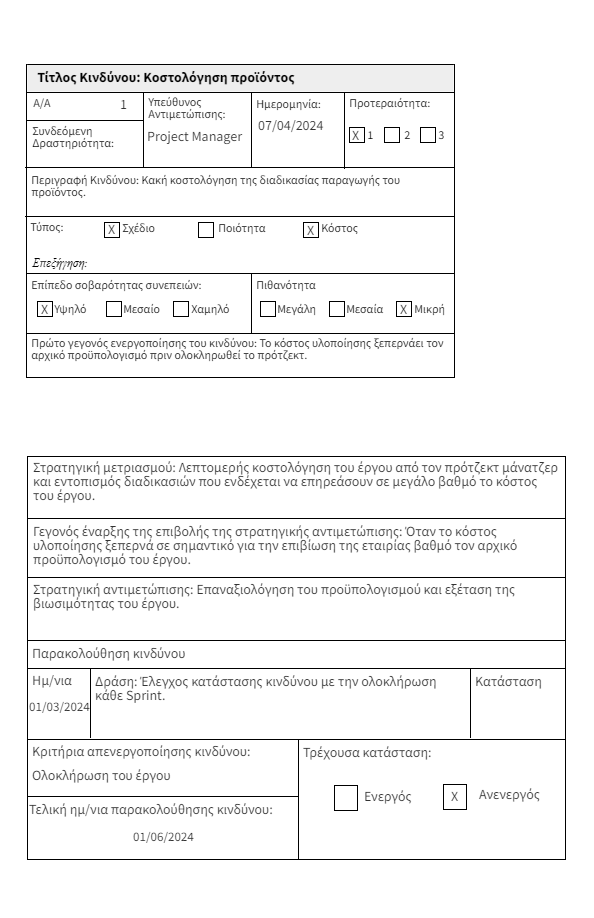 Τίτλος Κινδύνου: Κοστολόγηση προϊόντος
Α/Α 1
Συνδεόμενη
Δραστηριότητα:
Υπεύθυνος
Αντιμετώπισης:
Project Manager
Ημερομηνία:
07/04/2024
Προτεραιότητα:
X 1 2 3
Περιγραφή Κινδύνου: Κακή κοστολόγηση της διαδικασίας παραγωγής του
προϊόντος.
Τύπος: X Σχέδιο Ποιότητα X Κόστος
Επεξήγηση:
Επίπεδο σοβαρότητας συνεπειών:
X Υψηλό Μεσαίο Χαμηλό
Πιθανότητα
Μεγάλη Μεσαία X Μικρή
Πρώτο γεγονός ενεργοποίησης του κινδύνου: Το κόστος υλοποίησης ξεπερνάει τον
αρχικό προϋπολογισμό πριν ολοκληρωθεί το πρότζεκτ.
Στρατηγική μετριασμού: Λεπτομερής κοστολόγηση του έργου από τον πρότζεκτ μάνατζερ
και εντοπισμός διαδικασιών που ενδέχεται να επηρεάσουν σε μεγάλο βαθμό το κόστος
του έργου.
Γεγονός έναρξης της επιβολής της στρατηγικής αντιμετώπισης: Όταν το κόστος
υλοποίησης ξεπερνά σε σημαντικό για την επιβίωση της εταιρίας βαθμό τον αρχικό
προϋπολογισμό του έργου.
Στρατηγική αντιμετώπισης: Επαναξιολόγηση του προϋπολογισμού και εξέταση της
βιωσιμότητας του έργου.
Παρακολούθηση κινδύνου
Ημ/νια
01/03/2024
Δράση: Έλεγχος κατάστασης κινδύνου με την ολοκλήρωση
κάθε Sprint.
Κατάσταση
Κριτήρια απενεργοποίησης κινδύνου:
Ολοκλήρωση του έργου
Τελική ημ/νια παρακολούθησης κινδύνου:
01/06/2024
Τρέχουσα κατάσταση:
Ενεργός X Ανενεργός